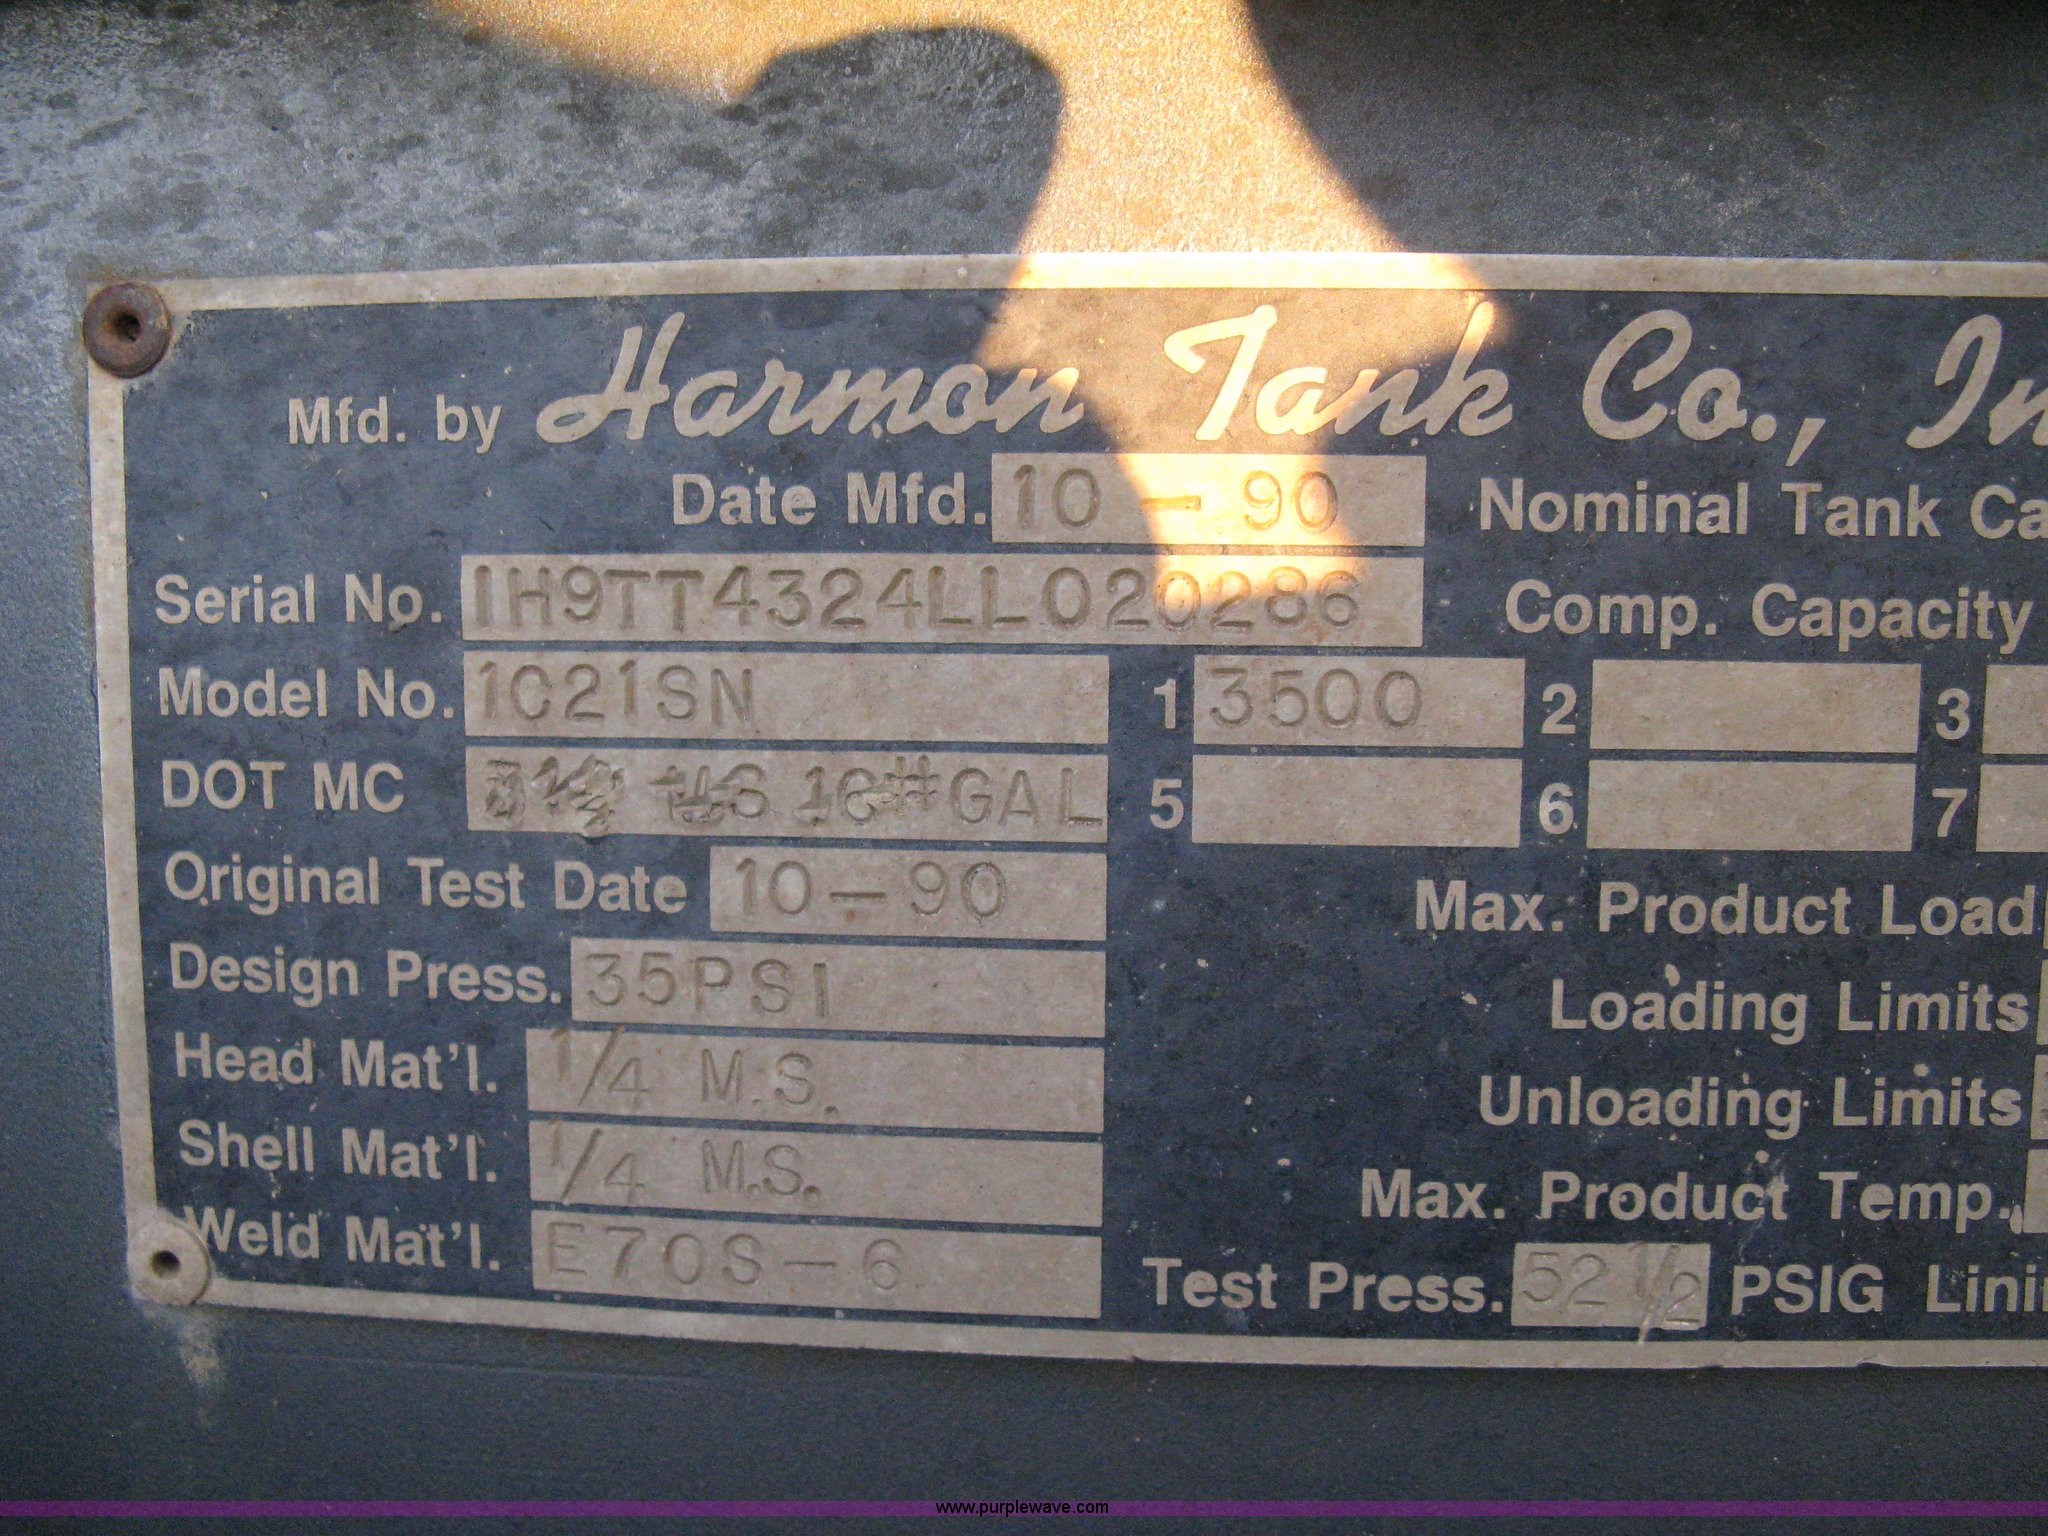 Mfd. by Harmon Tank Co., In
Date Mfd. 10 - 90 Nominal Tank Ca
Serial No. 1H9TT4324LL020286 Comp. Capacity
Model No. 1C21SN 1 3500 2 3
DOT MC GAL 5 6 7
Original Test Date 10-90 Max. Product Load
Design Press. 35PSI Loading Limits
Head Mat'l. 1/4 M.S. Unloading Limits
Shell Mat'l. 1/4 M.S. Max. Product Temp.
Weld Mat'l. E70S-6 Test Press. 52 1/2 PSIG Lini
www.purplewave.com